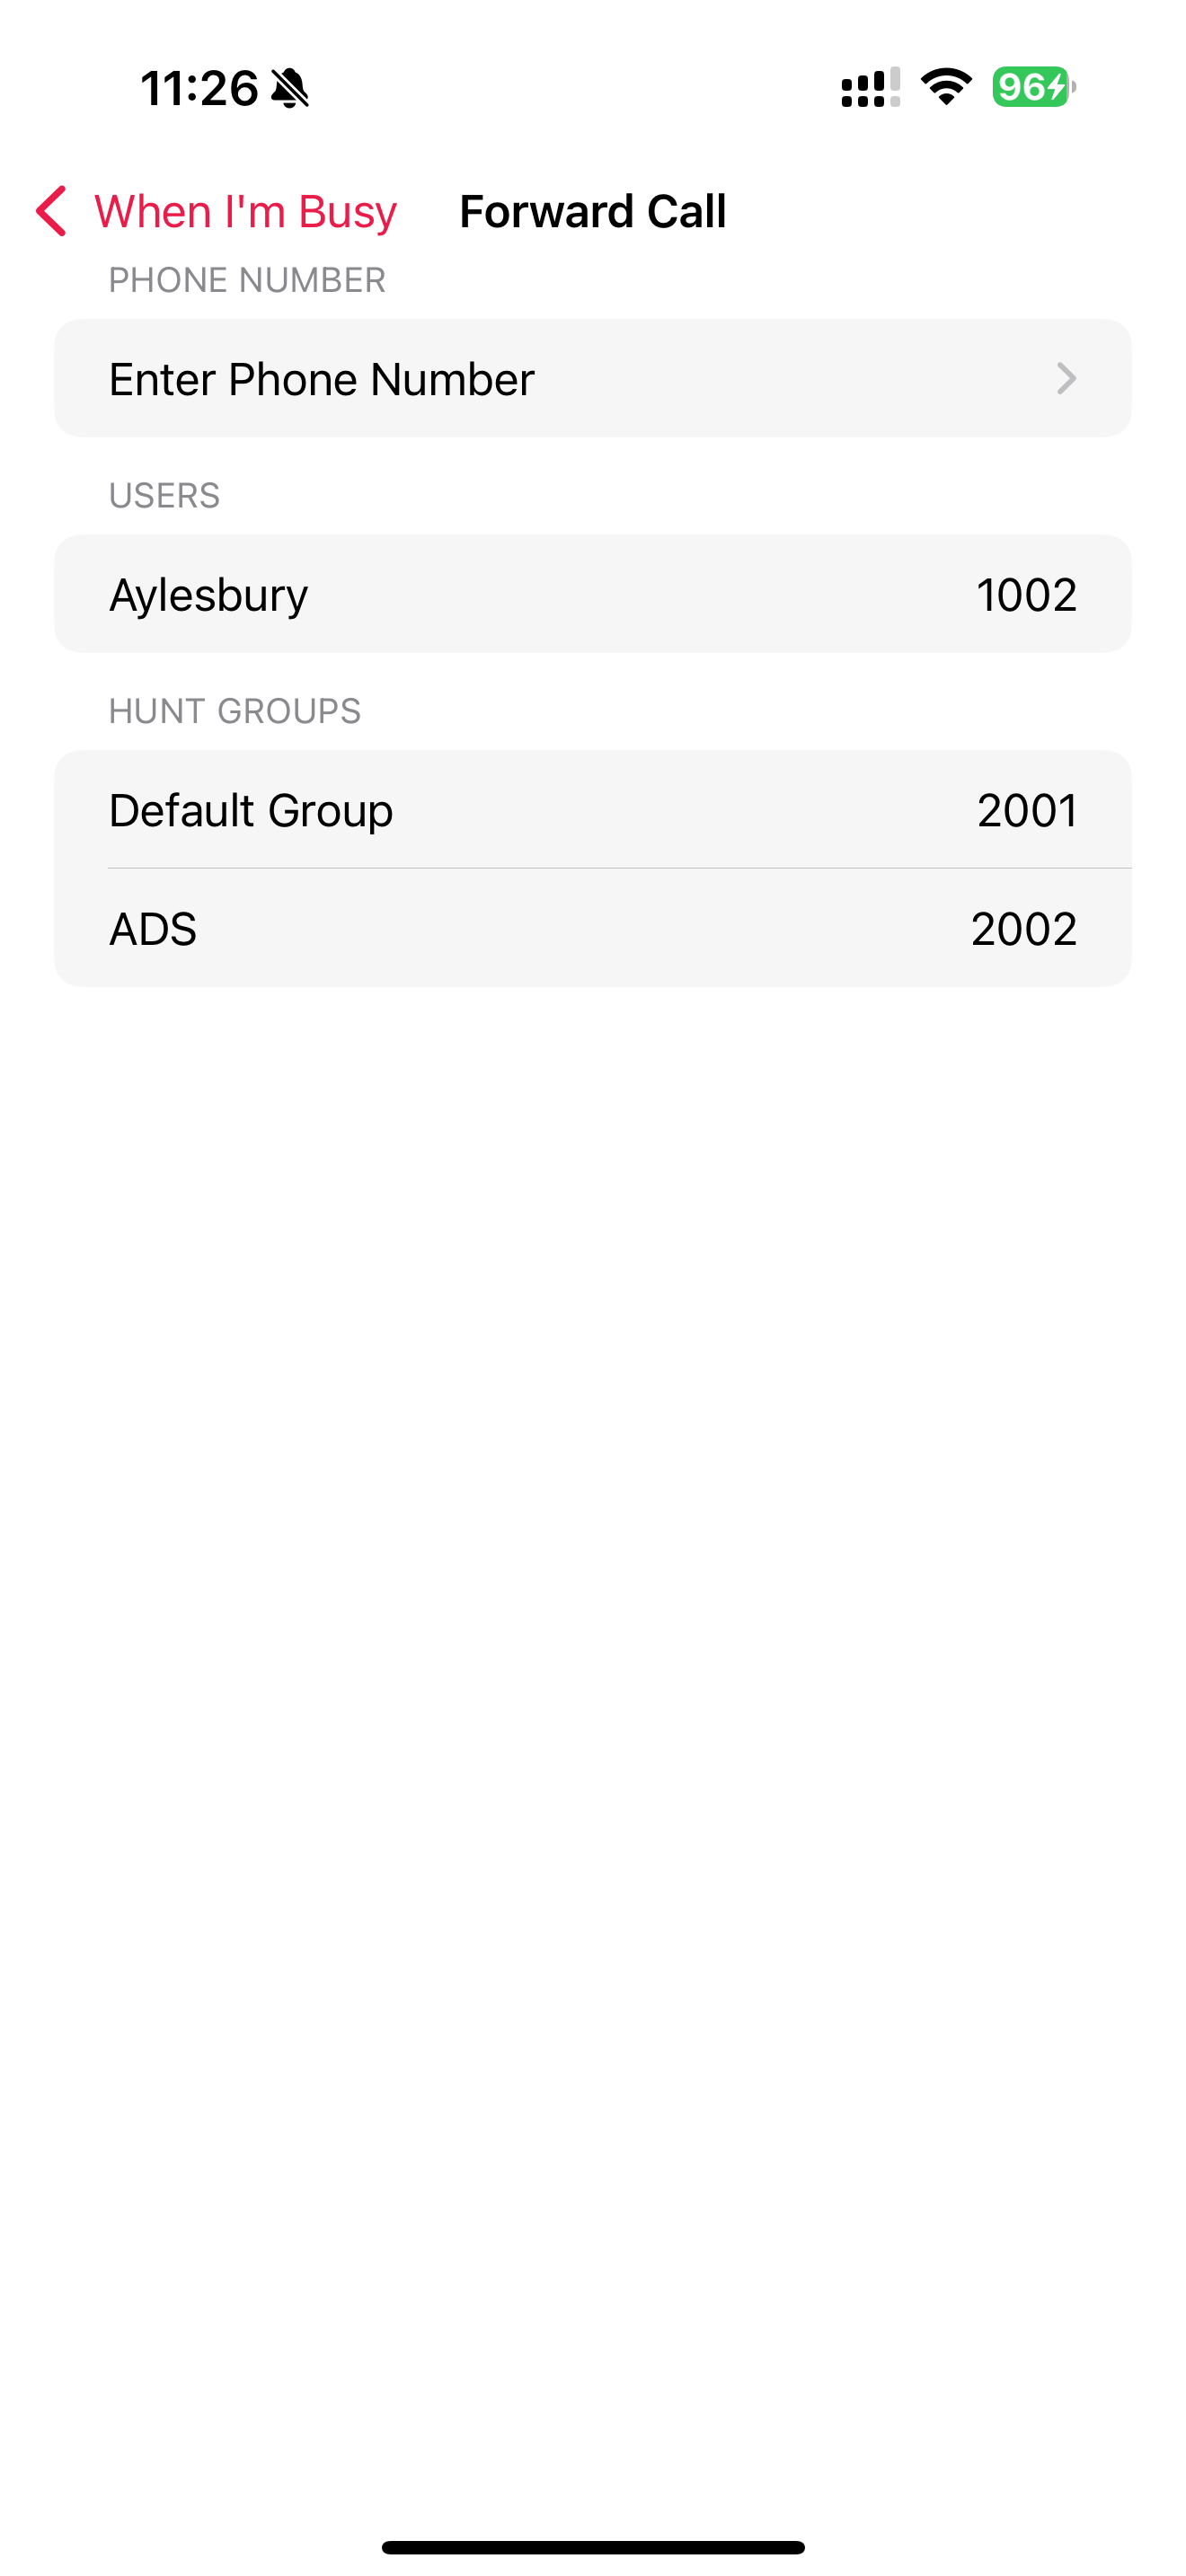 11:26
96
When I'm Busy
Forward Call
PHONE NUMBER
Enter Phone Number
USERS
Aylesbury 1002
HUNT GROUPS
Default Group 2001
ADS 2002